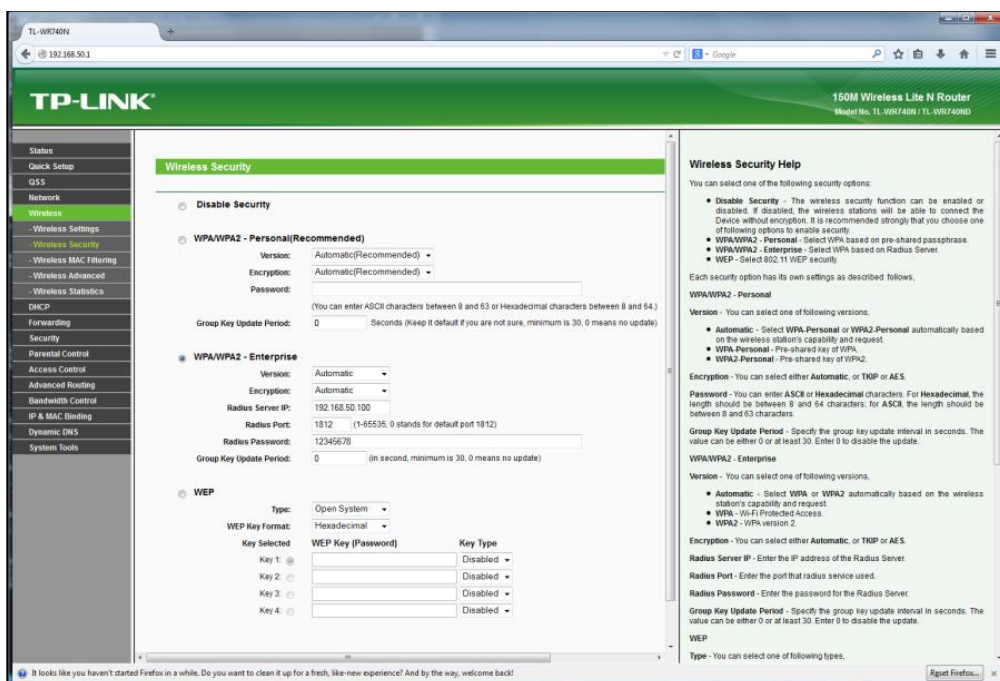 TL-WR740N
192.168.50.1
Google
TP-LINK®
150M Wireless Lite N Router
Model No. TL-WR740N / TL-WR740ND
Status
Quick Setup
QSS
Network
Wireless
- Wireless Settings
- Wireless Security
- Wireless MAC Filtering
- Wireless Advanced
- Wireless Statistics
DHCP
Forwarding
Security
Parental Control
Access Control
Advanced Routing
Bandwidth Control
IP & MAC Binding
Dynamic DNS
System Tools
Wireless Security
Disable Security
WPA/WPA2 - Personal(Recommended)
Version: Automatic(Recommended)
Encryption: Automatic(Recommended)
Password:
(You can enter ASCII characters between 8 and 63 or Hexadecimal characters between 8 and 64.)
Group Key Update Period: 0 Seconds (Keep it default if you are not sure, minimum is 30, 0 means no update)
WPA/WPA2 - Enterprise
Version: Automatic
Encryption: Automatic
Radius Server IP: 192.168.50.100
Radius Port: 1812 (1-65535, 0 stands for default port 1812)
Radius Password: 12345678
Group Key Update Period: 0 (in second, minimum is 30, 0 means no update)
WEP
Type: Open System
WEP Key Format: Hexadecimal
Key Selected WEP Key (Password) Key Type
Key 1: Disabled
Key 2: Disabled
Key 3: Disabled
Key 4: Disabled
Wireless Security Help
You can select one of the following security options:
Disable Security - The wireless security function can be enabled or
disabled. If disabled, the wireless stations will be able to connect the
Device without encryption. It is recommended strongly that you choose one
of following options to enable security.
WPA/WPA2 - Personal - Select WPA based on pre-shared passphrase.
WPA/WPA2 - Enterprise - Select WPA based on Radius Server.
WEP - Select 802.11 WEP security.
Each security option has its own settings as described follows,
WPA/WPA2 - Personal
Version - You can select one of following versions,
Automatic - Select WPA-Personal or WPA2-Personal automatically based
on the wireless station's capability and request.
WPA-Personal - Pre-shared key of WPA.
WPA2-Personal - Pre-shared key of WPA2.
Encryption - You can select either Automatic, or TKIP or AES.
Password - You can enter ASCII or Hexadecimal characters. For Hexadecimal, the
length should be between 8 and 64 characters; for ASCII, the length should be
between 8 and 63 characters.
Group Key Update Period - Specify the group key update interval in seconds. The
value can be either 0 or at least 30. Enter 0 to disable the update.
WPA/WPA2 - Enterprise
Version - You can select one of following versions,
Automatic - Select WPA or WPA2 automatically based on the wireless
station's capability and request.
WPA - Wi-Fi Protected Access.
WPA2 - WPA version 2.
Encryption - You can select either Automatic, or TKIP or AES.
Radius Server IP - Enter the IP address of the Radius Server.
Radius Port - Enter the port that radius service used.
Radius Password - Enter the password for the Radius Server.
Group Key Update Period - Specify the group key update interval in seconds. The
value can be either 0 or at least 30. Enter 0 to disable the update.
WEP
Type - You can select one of following types,
It looks like you haven't started Firefox in a while. Do you want to clean it up for a fresh, like-new experience? And by the way, welcome back! Reset Firefox...